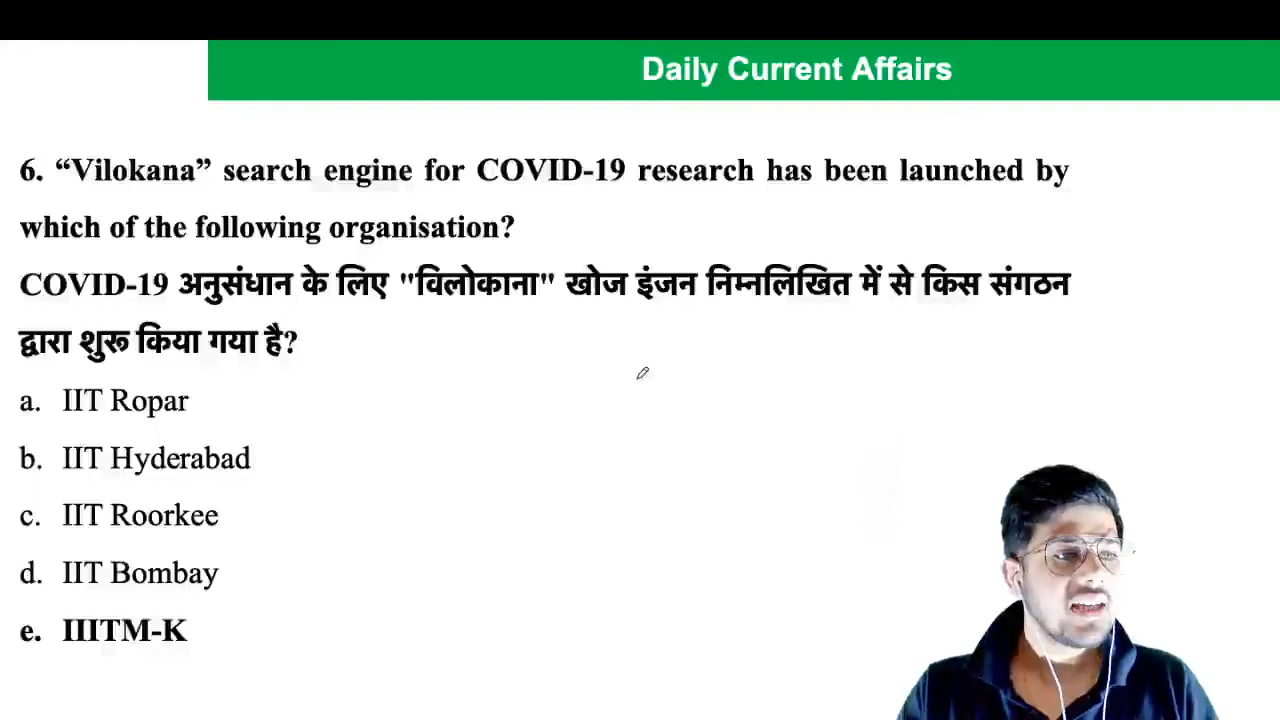 Daily Current Affairs
6. “Vilokana” search engine for COVID-19 research has been launched by
which of the following organisation?
COVID-19 अनुसंधान के लिए "विलोकाना" खोज इंजन निम्नलिखित में से किस संगठन
द्वारा शुरू किया गया है?
a. IIT Ropar
b. IIT Hyderabad
c. IIT Roorkee
d. IIT Bombay
e. IIITM-K